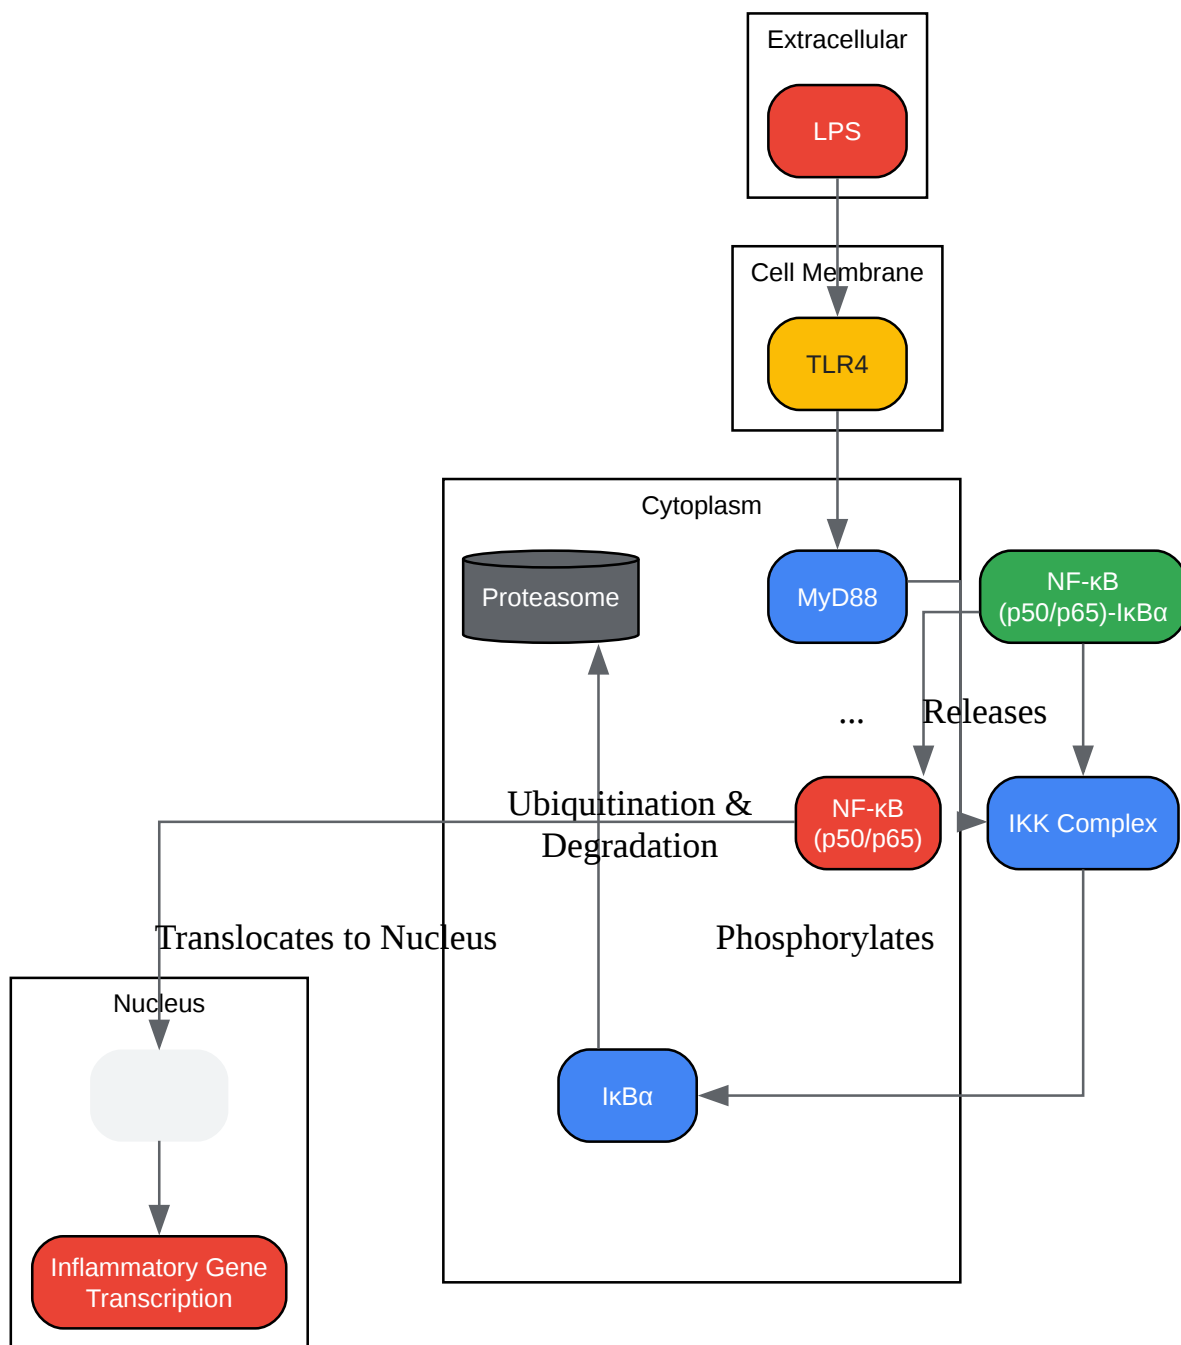 Extracellular
LPS
Cell Membrane
TLR4
Cytoplasm
Proteasome
MyD88
NF-κB
(p50/p65)-IκBα
...
Releases
Ubiquitination &
Degradation
NF-κB
(p50/p65)
IKK Complex
Translocates to Nucleus
Phosphorylates
Nucleus
IκBα
Inflammatory Gene
Transcription